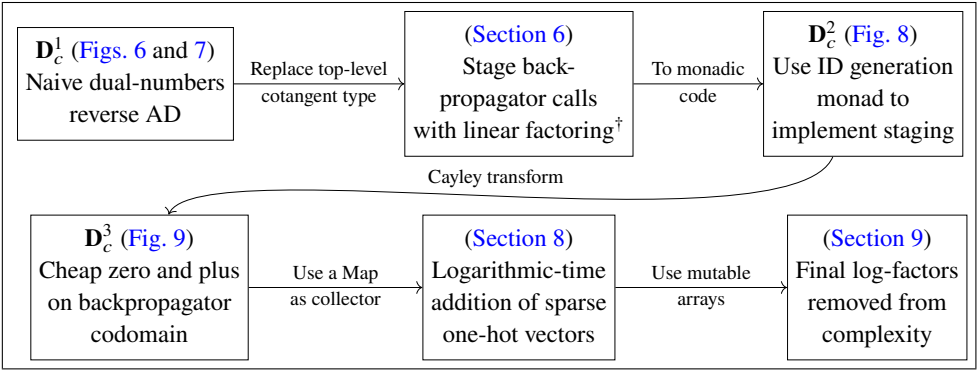 D¹_c (Figs. 6 and 7)
Naive dual-numbers
reverse AD
Replace top-level
cotangent type
(Section 6)
Stage back-
propagator calls
with linear factoring†
To monadic
code
D²_c (Fig. 8)
Use ID generation
monad to
implement staging
Cayley transform
D³_c (Fig. 9)
Cheap zero and plus
on backpropagator
codomain
Use a Map
as collector
(Section 8)
Logarithmic-time
addition of sparse
one-hot vectors
Use mutable
arrays
(Section 9)
Final log-factors
removed from
complexity